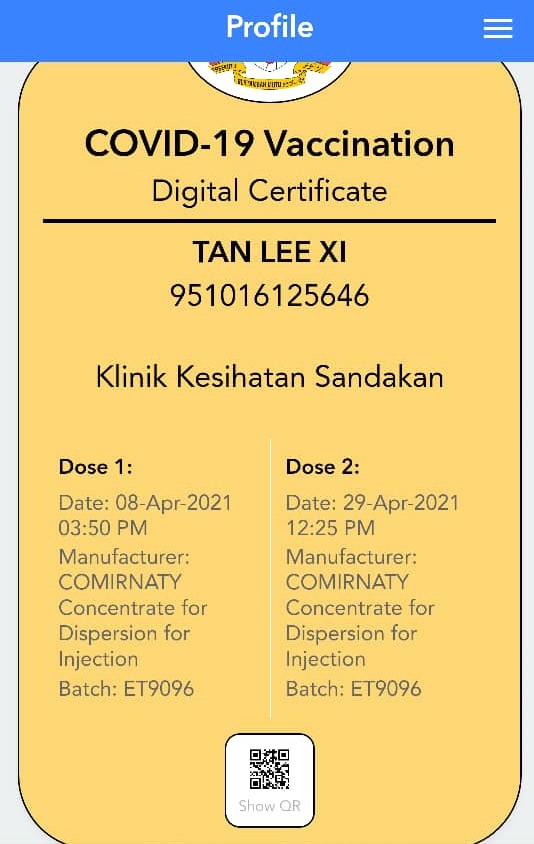 Profile
COVID-19 Vaccination
Digital Certificate
TAN LEE XI
951016125646
Klinik Kesihatan Sandakan
Dose 1:
Date: 08-Apr-2021
03:50 PM
Manufacturer:
COMIRNATY
Concentrate for
Dispersion for
Injection
Batch: ET9096
Dose 2:
Date: 29-Apr-2021
12:25 PM
Manufacturer:
COMIRNATY
Concentrate for
Dispersion for
Injection
Batch: ET9096
Show QR